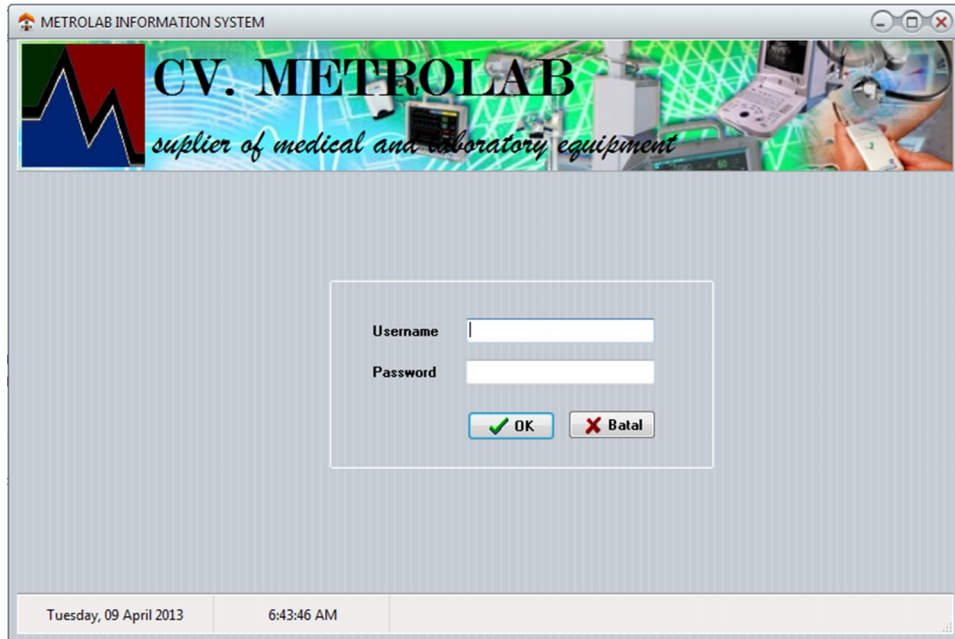 METROLAB INFORMATION SYSTEM
CV. METROLAB
suplier of medical and laboratory equipment
Username
Password
OK
Batal
Tuesday, 09 April 2013
6:43:46 AM